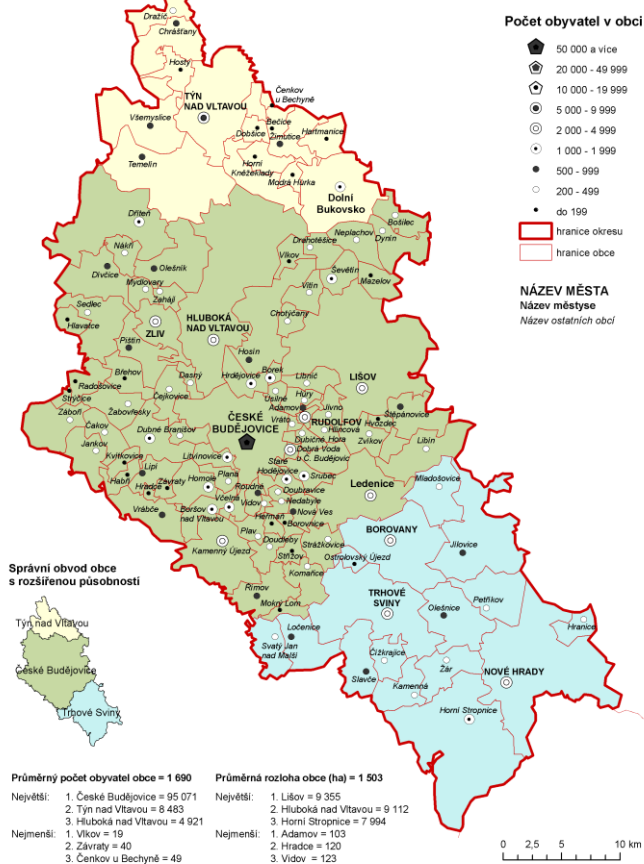 Počet obyvatel v obci
50 000 a více
20 000 - 49 999
10 000 - 19 999
5 000 - 9 999
2 000 - 4 999
1 000 - 1 999
500 - 999
200 - 499
do 199
hranice okresu
hranice obce
NÁZEV MĚSTA
Název městyse
Název ostatních obcí
Dražíč
Chrášťany
Hosty
TÝN
NAD VLTAVOU
Čenkov
u Bechyně
Všemyslice
Bečice
Dobšice
Žimutice
Hartmanice
Temelín
Horní
Kněžeklady
Modrá Hůrka
Dolní
Bukovsko
Bošilec
Dříteň
Neplachov
Dynín
Drahotěšice
Nákří
Vlkov
Ševětín
Olešník
Dívčice
Mazelov
Mydlovary
Vitín
Zahájí
Sedlec
HLUBOKÁ
NAD VLTAVOU
Chotýčany
Hlavatce
ZLIV
Pištín
Hosín
Břehov
Dasný
Hrdějovice
Borek
Libníč
LIŠOV
Radošovice
Strýčice
Čejkovice
Úsilné
Hůry
Záboří
Žabovřesky
Adamov
Jivno
Štěpánovice
ČESKÉ
BUDĚJOVICE
Vráto
RUDOLFOV
Hvozdec
Čakov
Dubné
Branišov
Hlincová
Hora
Dubičné
Zvíkov
Jankov
Dobrá Voda
u Č. Budějovic
Libín
Litvínovice
Staré
Hodějovice
Kvítkovice
Lipí
Srubec
Mladošovice
Habří
Homole
Planá
Roudné
Doubravice
Ledenice
Hradce
Závraty
Včelná
Vidov
Nedabyle
Vrábče
Boršov
nad Vltavou
Nová Ves
Heřmaň
Borovnice
BOROVANY
Plav
Doudleby
Strážkovice
Jílovice
Kamenný Újezd
Střížov
Ostrolovský Újezd
Komařice
Římov
TRHOVÉ
SVINY
Petříkov
Mokrý Lom
Olešnice
Ločenice
Hranice
Svatý Jan
nad Malší
Čížkrajice
Žár
NOVÉ HRADY
Slavče
Kamenná
Horní Stropnice
Správní obvod obce
s rozšířenou působností
Týn nad Vltavou
České Budějovice
Trhové Sviny
Průměrný počet obyvatel obce = 1 690
Největší: 1. České Budějovice = 95 071
2. Týn nad Vltavou = 8 483
3. Hluboká nad Vltavou = 4 921
Nejmenší: 1. Vlkov = 19
2. Závraty = 40
3. Čenkov u Bechyně = 49
Průměrná rozloha obce (ha) = 1 503
Největší: 1. Lišov = 9 355
2. Hluboká nad Vltavou = 9 112
3. Horní Stropnice = 7 994
Nejmenší: 1. Adamov = 103
2. Hradce = 120
3. Vidov = 123
0 2,5 5 10 km